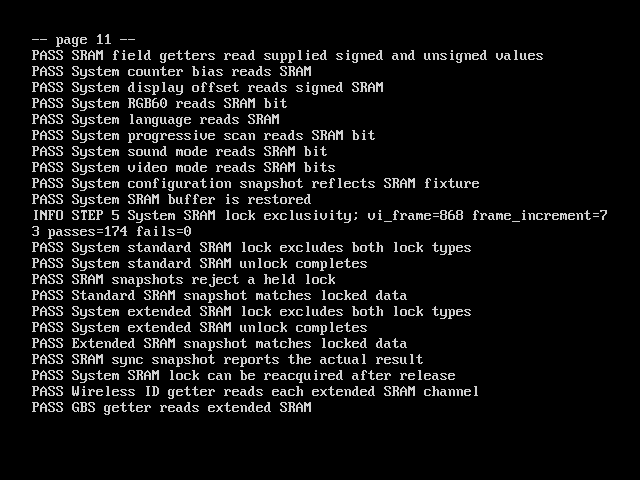 -- page 11 --
PASS SRAM field getters read supplied signed and unsigned values
PASS System counter bias reads SRAM
PASS System display offset reads signed SRAM
PASS System RGB60 reads SRAM bit
PASS System language reads SRAM
PASS System progressive scan reads SRAM bit
PASS System sound mode reads SRAM bit
PASS System video mode reads SRAM bits
PASS System configuration snapshot reflects SRAM fixture
PASS System SRAM buffer is restored
INFO STEP 5 System SRAM lock exclusivity; vi_frame=868 frame_increment=7
3 passes=174 fails=0
PASS System standard SRAM lock excludes both lock types
PASS System standard SRAM unlock completes
PASS SRAM snapshots reject a held lock
PASS Standard SRAM snapshot matches locked data
PASS System extended SRAM lock excludes both lock types
PASS System extended SRAM unlock completes
PASS Extended SRAM snapshot matches locked data
PASS SRAM sync snapshot reports the actual result
PASS System SRAM lock can be reacquired after release
PASS Wireless ID getter reads each extended SRAM channel
PASS GBS getter reads extended SRAM